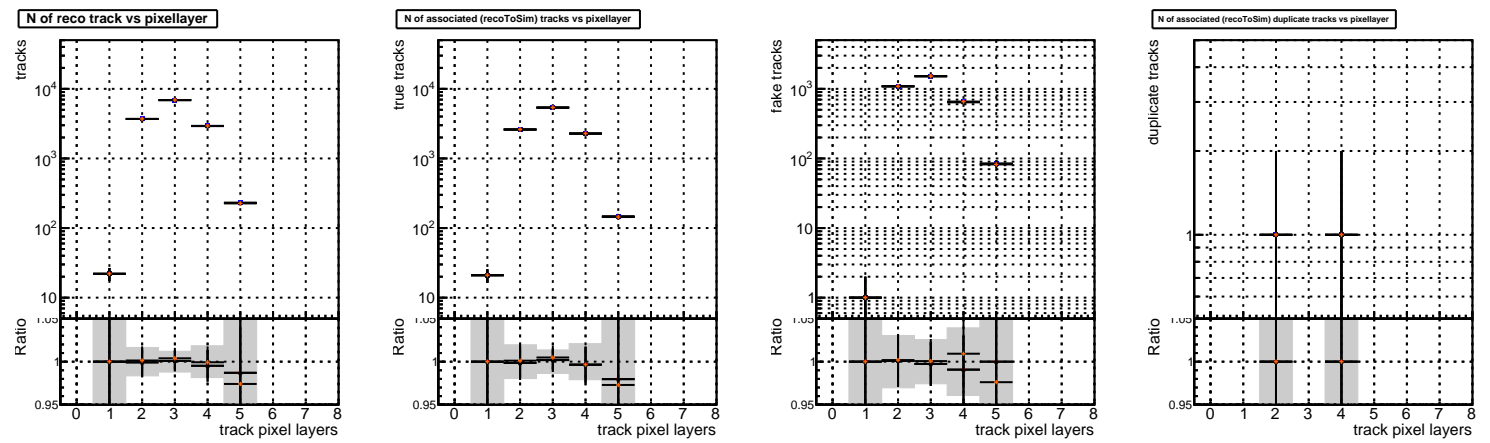 N of reco track vs pixellayer
tracks
10⁴
10³
10²
10
Ratio
1.05
1
0.95
0 1 2 3 4 5 6 7 8
track pixel layers
N of associated (recoToSim) tracks vs pixellayer
true tracks
10⁴
10³
10²
10
Ratio
1.05
1
0.95
0 1 2 3 4 5 6 7 8
track pixel layers
fake tracks
10³
10²
10
1
Ratio
1.05
1
0.95
0 1 2 3 4 5 6 7 8
track pixel layers
N of associated (recoToSim) duplicate tracks vs pixellayer
duplicate tracks
1
Ratio
1.05
1
0.95
0 1 2 3 4 5 6 7 8
track pixel layers